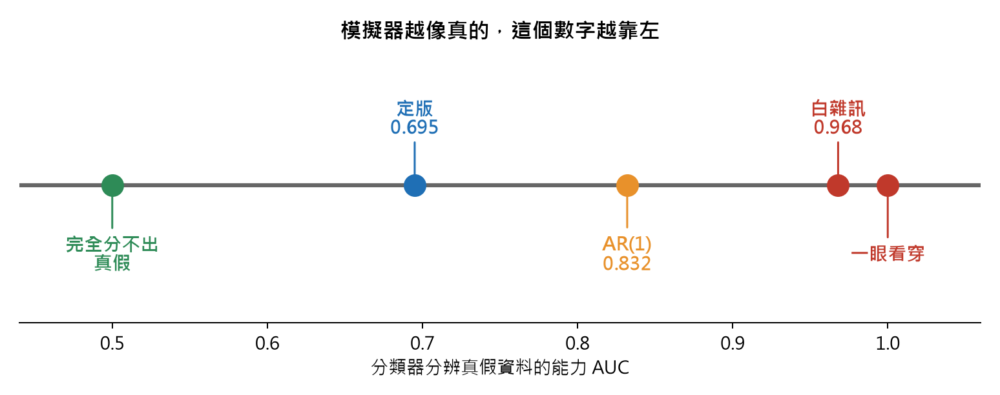 模擬器越像真的，這個數字越靠左
定版
0.695
白雜訊
0.968
完全分不出
真假
AR(1)
0.832
一眼看穿
0.5
0.6
0.7
0.8
0.9
1.0
分類器分辨真假資料的能力 AUC